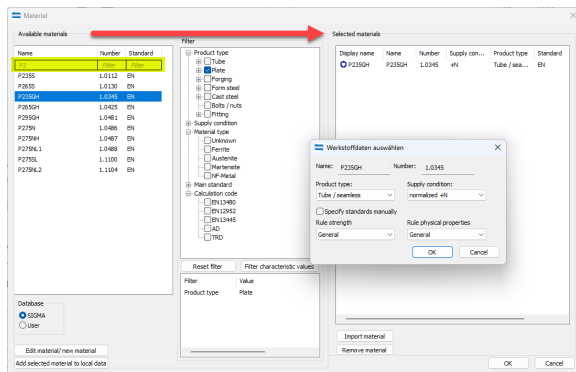 Material
Available materials
Name Number Standard
P2 Filter Filter
P235S 1.0112 EN
P265S 1.0130 EN
P235GH 1.0345 EN
P265GH 1.0425 EN
P295GH 1.0481 EN
P275N 1.0486 EN
P275NH 1.0487 EN
P275NL1 1.0488 EN
P275SL 1.1100 EN
P275NL2 1.1104 EN
Database
SIGMA
User
Edit material/ new material
Add selected material to local data
Filter
Product type
Tube
Plate
Forging
Form steel
Cast steel
Bolts / nuts
Fitting
Supply condition
Material type
Unknown
Ferrite
Austenite
Martensite
NF-Metal
Main standard
Calculation code
EN13480
EN12952
EN13445
AD
TRD
Reset filter Filter characteristic values
Filter Value
Product type Plate
Selected materials
Display name Name Number Supply con... Product type Standard
P235GH P235GH 1.0345 +N Tube / sea... EN
Werkstoffdaten auswählen
Name: P235GH Number: 1.0345
Product type: Supply condition:
Tube / seamless normalized +N
Specify standards manually
Rule strength Rule physical properties
General General
OK Cancel
Import material
Remove material
OK Cancel